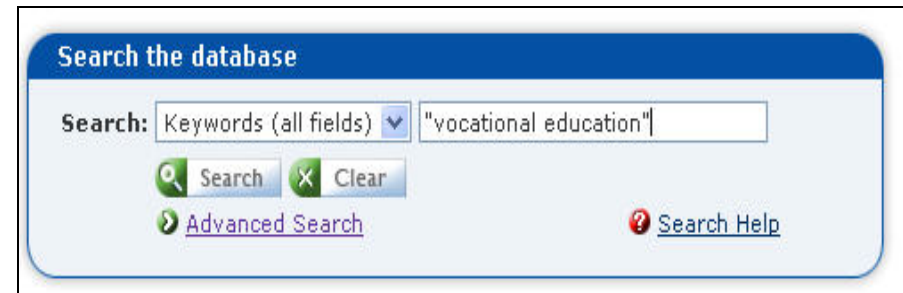 Search the database
Search: Keywords (all fields) "vocational education"
Search Clear
Advanced Search Search Help